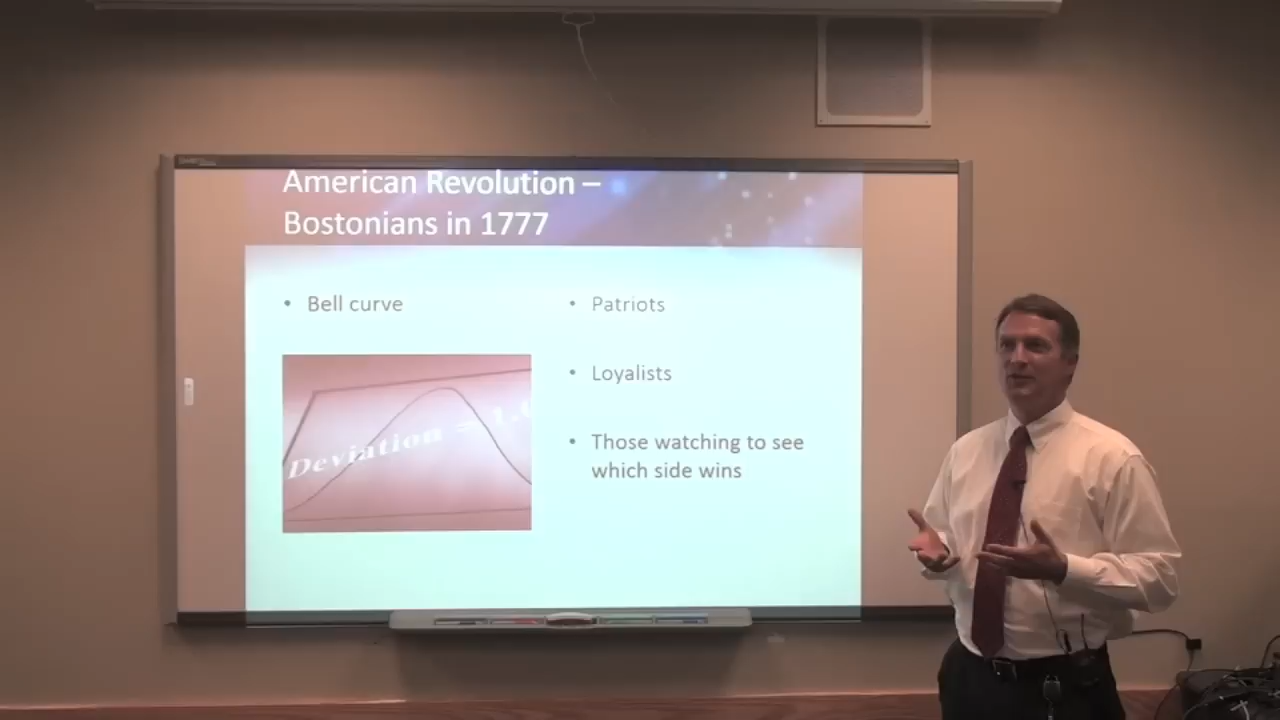 American Revolution –
Bostonians in 1777
• Bell curve
Deviation =
• Patriots
• Loyalists
• Those watching to see
which side wins